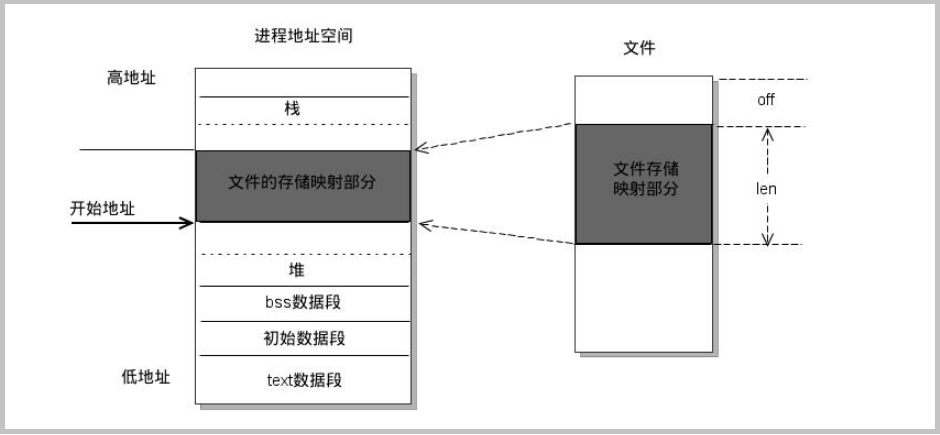 进程地址空间
文件
高地址
栈
off
文件的存储映射部分
文件存储
映射部分
len
开始地址
堆
bss数据段
初始数据段
低地址
text数据段